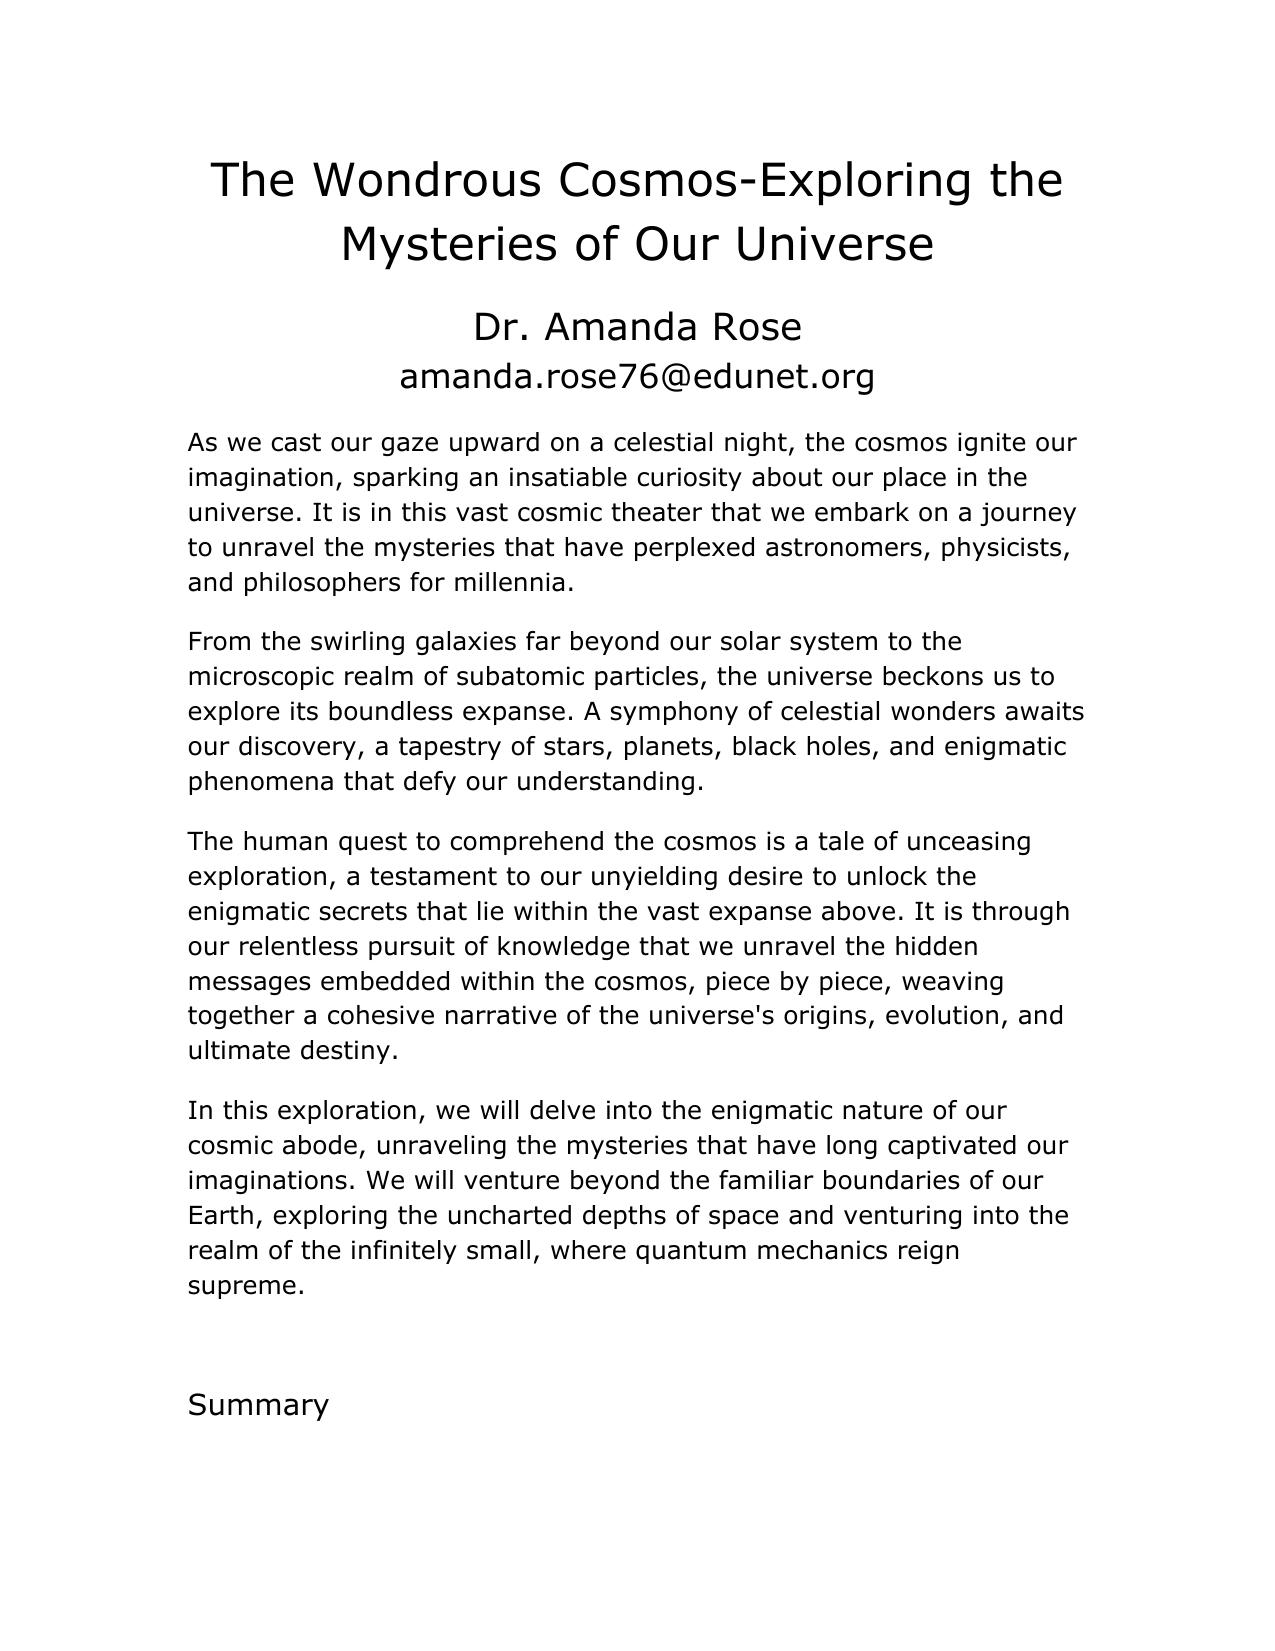 The Wondrous Cosmos-Exploring the
Mysteries of Our Universe
Dr. Amanda Rose
amanda.rose76@edunet.org
As we cast our gaze upward on a celestial night, the cosmos ignite our
imagination, sparking an insatiable curiosity about our place in the
universe. It is in this vast cosmic theater that we embark on a journey
to unravel the mysteries that have perplexed astronomers, physicists,
and philosophers for millennia.
From the swirling galaxies far beyond our solar system to the
microscopic realm of subatomic particles, the universe beckons us to
explore its boundless expanse. A symphony of celestial wonders awaits
our discovery, a tapestry of stars, planets, black holes, and enigmatic
phenomena that defy our understanding.
The human quest to comprehend the cosmos is a tale of unceasing
exploration, a testament to our unyielding desire to unlock the
enigmatic secrets that lie within the vast expanse above. It is through
our relentless pursuit of knowledge that we unravel the hidden
messages embedded within the cosmos, piece by piece, weaving
together a cohesive narrative of the universe's origins, evolution, and
ultimate destiny.
In this exploration, we will delve into the enigmatic nature of our
cosmic abode, unraveling the mysteries that have long captivated our
imaginations. We will venture beyond the familiar boundaries of our
Earth, exploring the uncharted depths of space and venturing into the
realm of the infinitely small, where quantum mechanics reign
supreme.
Summary